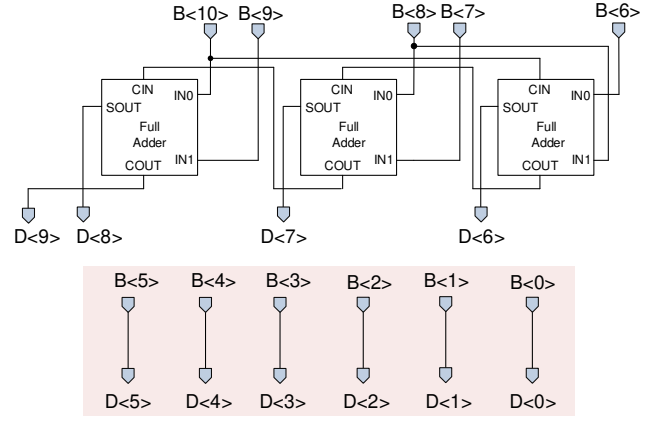 B<10> B<9> B<8> B<7> B<6>
CIN CIN CIN
SOUT IN0 SOUT IN0 SOUT IN0
Full Full Full
Adder Adder Adder
COUT IN1 COUT IN1 COUT IN1
D<9> D<8> D<7> D<6>
B<5> B<4> B<3> B<2> B<1> B<0>
D<5> D<4> D<3> D<2> D<1> D<0>